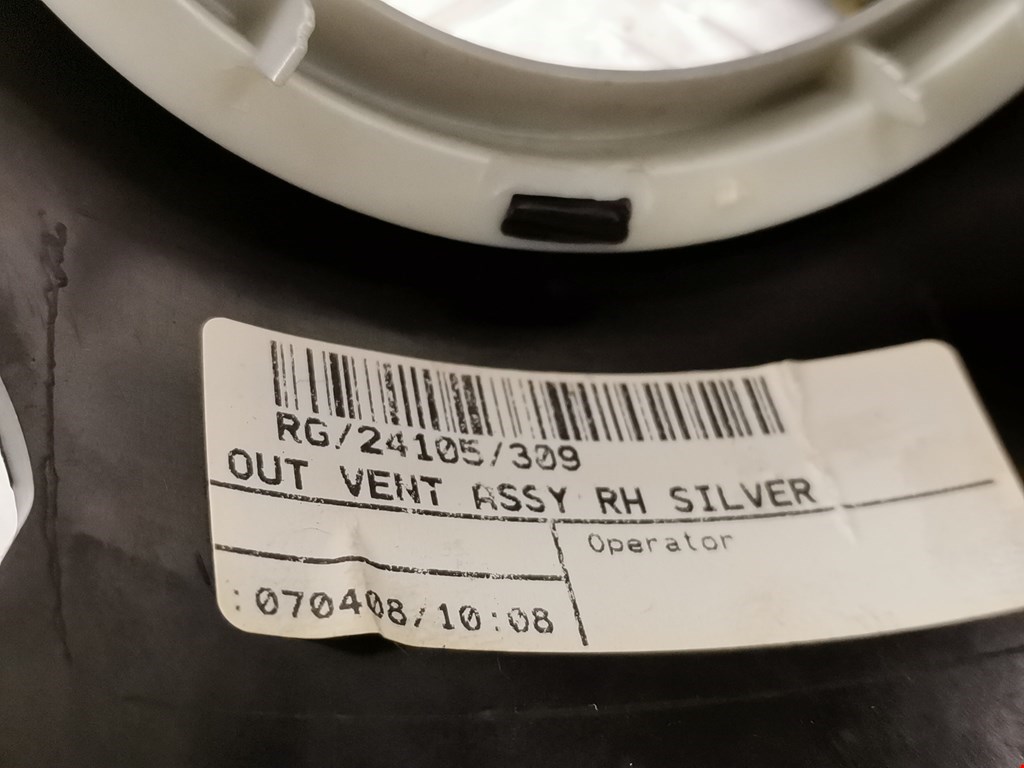 RG/24105/309
OUT VENT ASSY RH SILVER
Operator
:070408/10:08